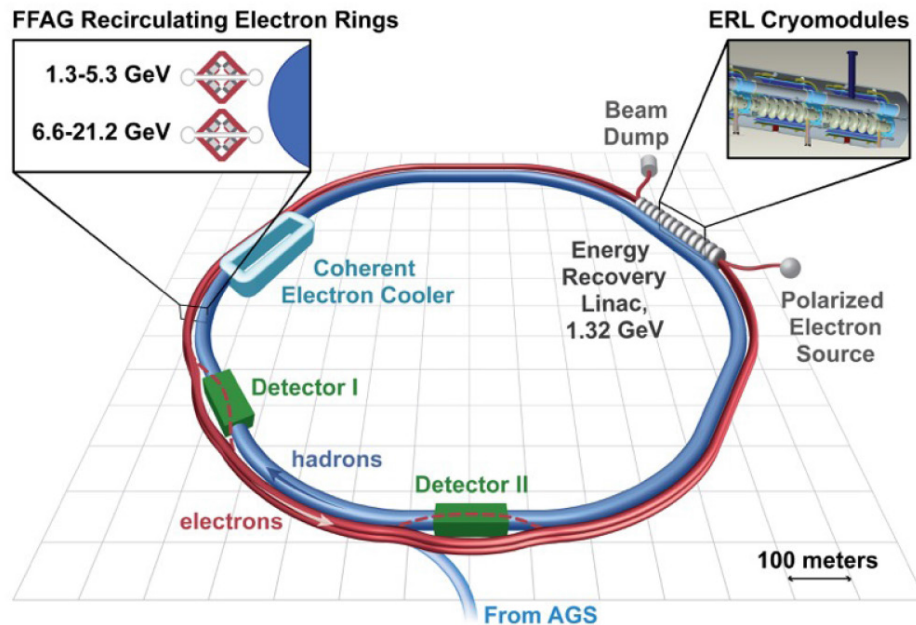 FFAG Recirculating Electron Rings
1.3-5.3 GeV
6.6-21.2 GeV
ERL Cryomodules
Beam
Dump
Energy
Recovery
Linac,
1.32 GeV
Polarized
Electron
Source
Coherent
Electron Cooler
Detector I
hadrons
Detector II
electrons
100 meters
From AGS